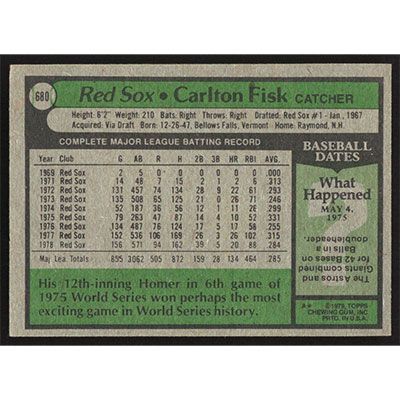 680
Red Sox • Carlton Fisk CATCHER
Height: 6'2" Weight: 210 Bats: Right Throws: Right Drafted: Red Sox #1 - Jan., 1967
Acquired: Via Draft Born: 12-26-47, Bellows Falls, Vermont Home: Raymond, N.H.
COMPLETE MAJOR LEAGUE BATTING RECORD
YEAR CLUB G AB R H 2B 3B HR RBI AVG.
1969 Red Sox 2 5 0 0 0 0 0 0 .000
1971 Red Sox 14 48 7 15 2 1 2 6 .313
1972 Red Sox 131 457 74 134 28 9 22 61 .293
1973 Red Sox 135 508 65 125 21 0 26 71 .246
1974 Red Sox 52 187 36 56 12 1 11 26 .299
1975 Red Sox 79 263 47 87 14 4 10 52 .331
1976 Red Sox 134 487 76 124 17 5 17 58 .255
1977 Red Sox 152 536 106 169 26 3 26 102 .315
1978 Red Sox 156 571 94 162 39 5 20 88 .284
Maj. Lea. Totals 855 3062 505 872 159 28 134 464 .285
His 12th-inning Homer in 6th game of
1975 World Series won perhaps the most
exciting game in World Series history.
BASEBALL
DATES
What
Happened
MAY 4,
1975
The Astros and
Giants combined
for 42 Bases on
Balls in a
doubleheader.
A* © 1979, TOPPS
CHEWING GUM, INC
PRTD. IN U.S.A.